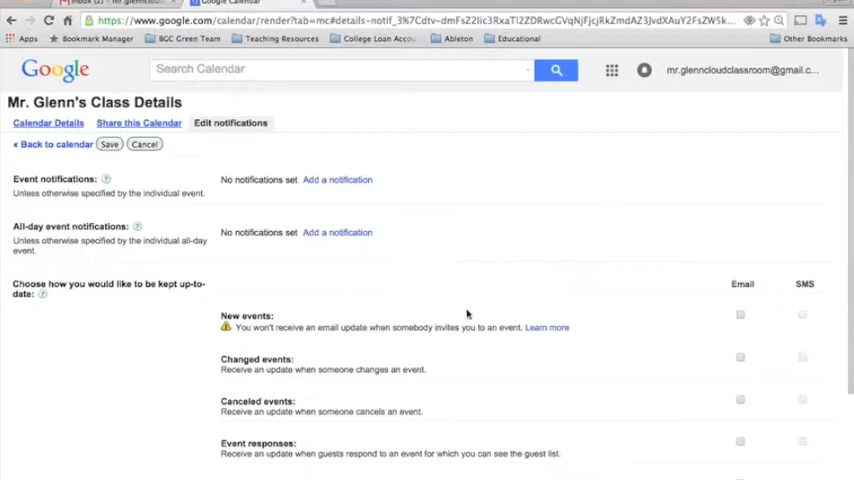 Google Calendar
https://www.google.com/calendar/render?tab=mc#details-notif_3%7Cdtv-
Apps Bookmark Manager BGC Green Team Teaching Resources College Loan Accou Ableton Educational Other Bookmarks
Google Search Calendar mr.glenncloudclassroom@gmail.c...
Mr. Glenn's Class Details
Calendar Details Share this Calendar Edit notifications
« Back to calendar Save Cancel
Event notifications: ? No notifications set Add a notification
Unless otherwise specified by the individual event.
All-day event notifications: ? No notifications set Add a notification
Unless otherwise specified by the individual all-day
event.
Choose how you would like to be kept up-to- Email SMS
date: ?
New events:
You won't receive an email update when somebody invites you to an event. Learn more
Changed events:
Receive an update when someone changes an event.
Canceled events:
Receive an update when someone cancels an event.
Event responses:
Receive an update when guests respond to an event for which you can see the guest list.